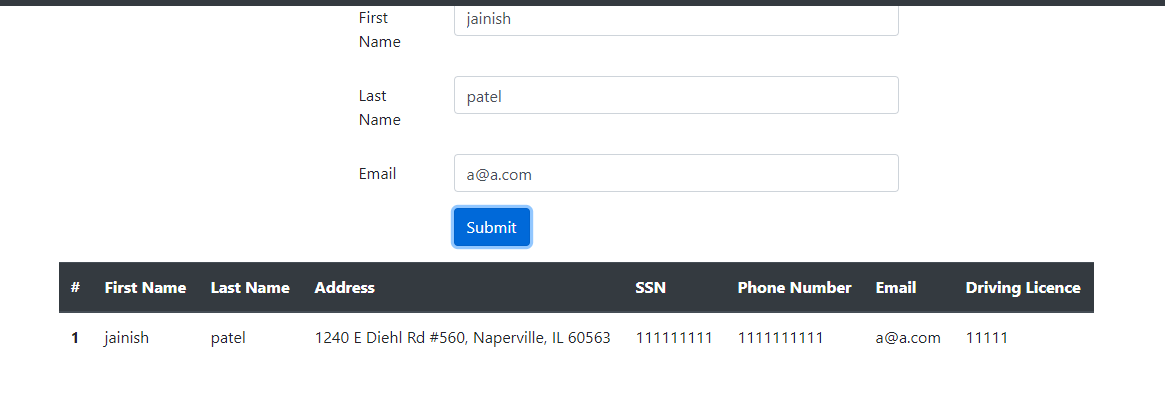 First
Name
jainish
Last
Name
patel
Email
a@a.com
Submit
# First Name Last Name Address SSN Phone Number Email Driving Licence
1 jainish patel 1240 E Diehl Rd #560, Naperville, IL 60563 111111111 1111111111 a@a.com 11111